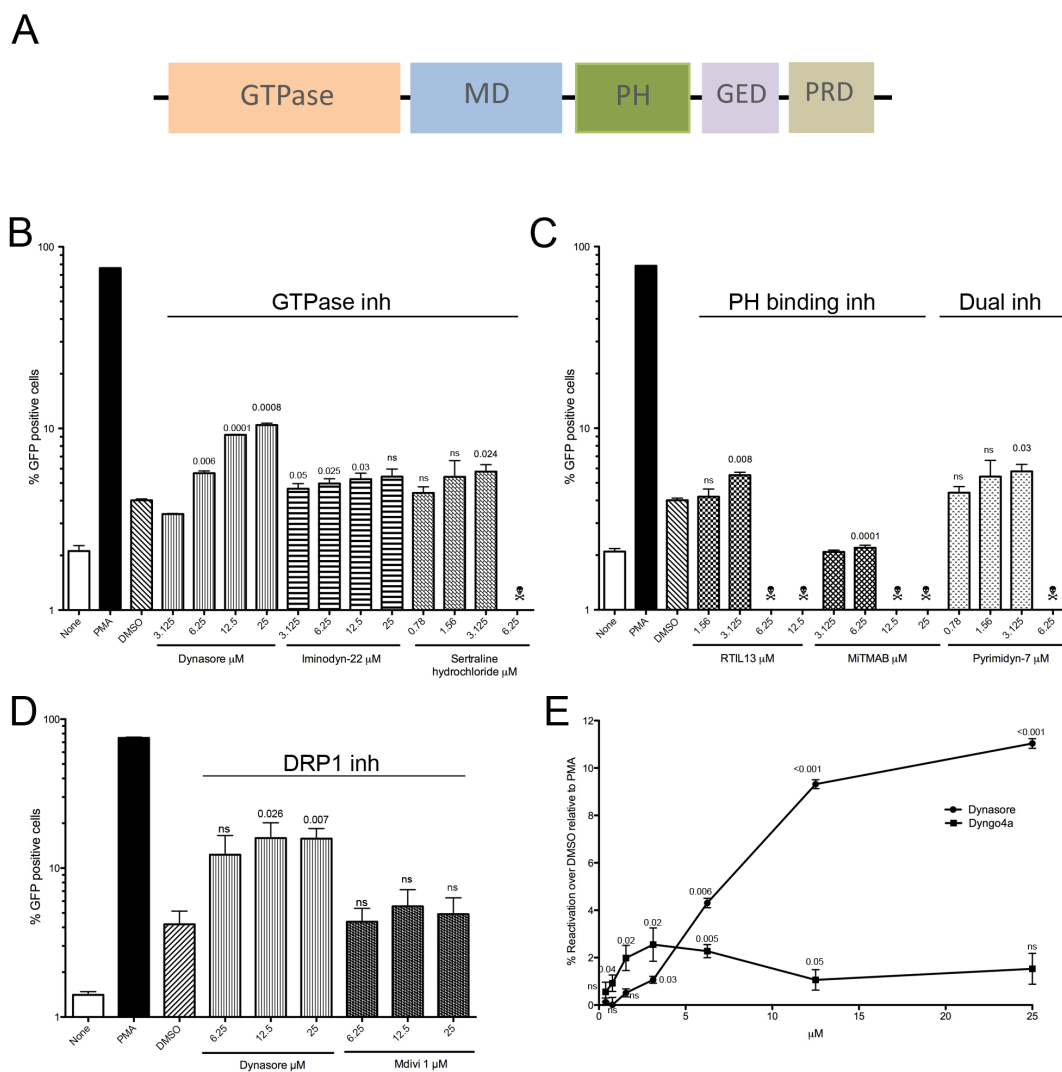 A
GTPase MD PH GED PRD
B
GTPase inh
% GFP positive cells
100
10
1
0.006
0.0001
0.0008
0.05
0.025
0.03
ns
ns
ns
0.024
None
PMA
DMSO
3.125
6.25
12.5
25
3.125
6.25
12.5
25
0.78
1.56
3.125
6.25
Dynasore µM
Iminodyn-22 µM
Sertraline
hydrochloride µM
C
PH binding inh
Dual inh
% GFP positive cells
100
10
1
ns
0.008
0.0001
ns
ns
0.03
None
PMA
DMSO
1.56
3.125
6.25
12.5
3.125
6.25
12.5
25
0.78
1.56
3.125
6.25
RTIL13 µM
MiTMAB µM
Pyrimidyn-7 µM
D
DRP1 inh
% GFP positive cells
100
10
1
ns
0.026
0.007
ns
ns
ns
None
PMA
DMSO
6.25
12.5
25
6.25
12.5
25
Dynasore µM
Mdivi 1 µM
E
% Reactivation over DMSO relative to PMA
12
10
8
6
4
2
0
<0.001
<0.001
Dynasore
Dyngo4a
0.006
0.02
0.02
0.005
0.04
0.05
ns
ns
0.03
ns
ns
0
5
10
15
20
25
µM